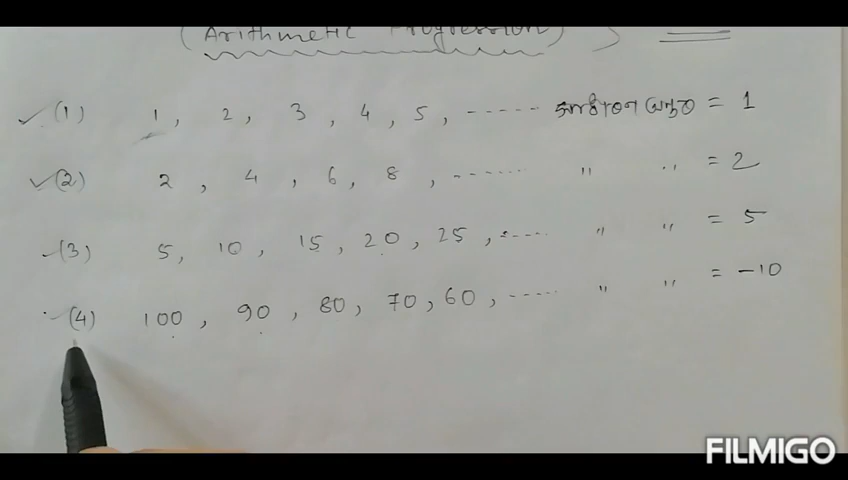 (Arithmetic Progression)
(1) 1, 2, 3, 4, 5, ----- সাধারণ অন্তর = 1
(2) 2, 4, 6, 8, ------ " " = 2
(3) 5, 10, 15, 20, 25, ----- " " = 5
(4) 100, 90, 80, 70, 60, ----- " " = -10
FILMIGO